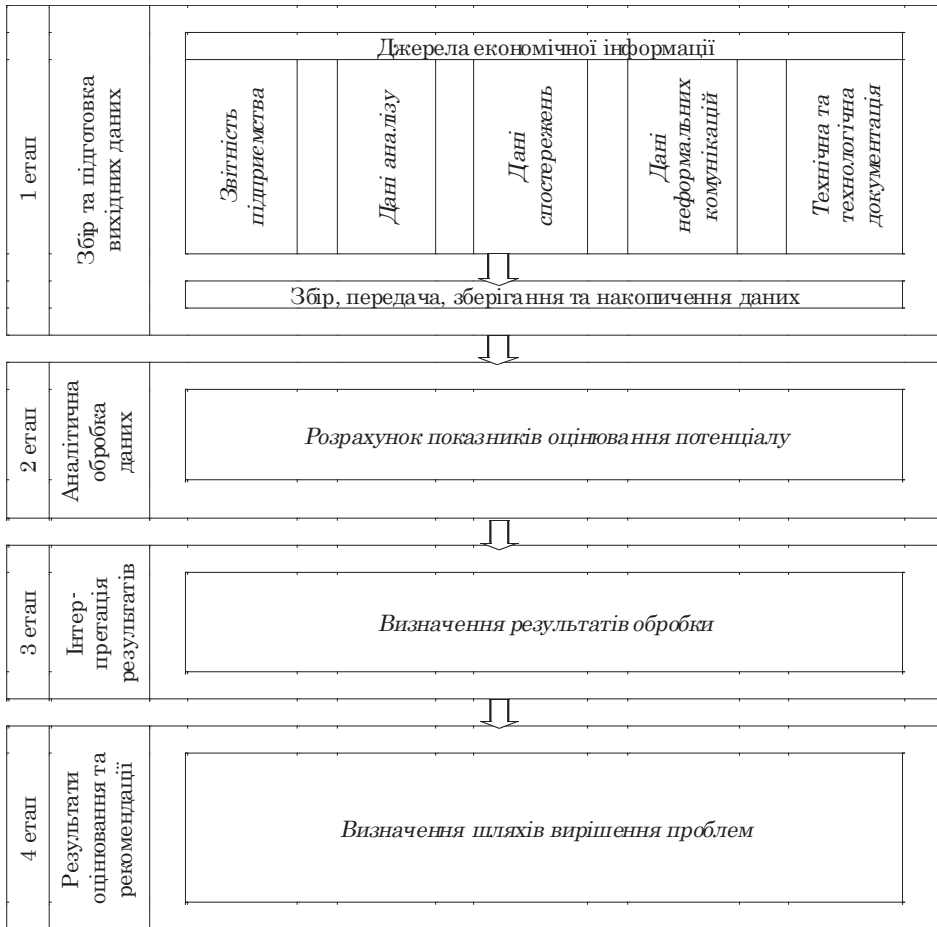 1 етап
Збір та підготовка
вихідних даних
Джерела економічної інформації
Звітність
підприємства
Дані аналізу
Дані
спостережень
Дані
неформальних
комунікацій
Технічна та
технологічна
документація
Збір, передача, зберігання та накопичення даних
2 етап
Аналітична
обробка
даних
Розрахунок показників оцінювання потенціалу
3 етап
Інтер-
претація
результатів
Визначення результатів обробки
4 етап
Результати
оцінювання та
рекомендації
Визначення шляхів вирішення проблем